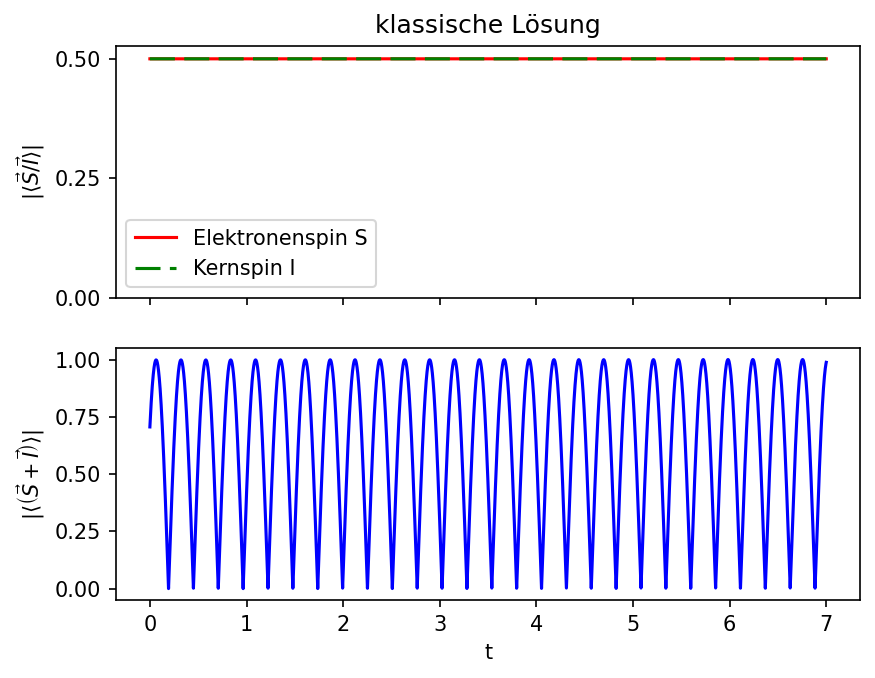 klassische Lösung
0.50
0.25
0.00
|⟨S⃗/I⃗⟩|
Elektronenspin S
Kernspin I
1.00
0.75
0.50
0.25
0.00
|⟨(S⃗ + I⃗)⟩|
0 1 2 3 4 5 6 7
t